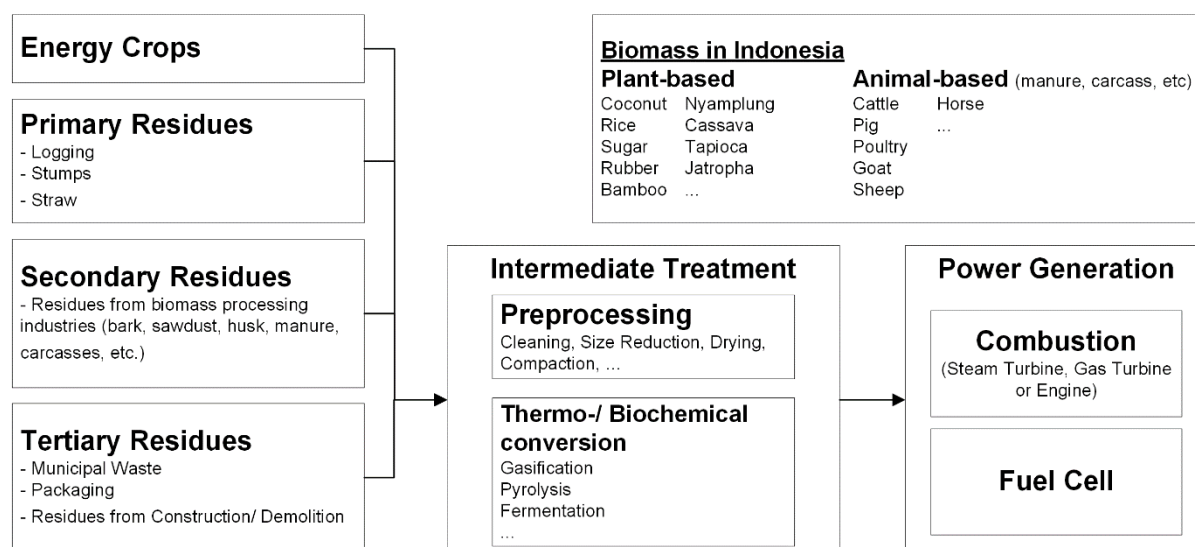 Energy Crops
Primary Residues
- Logging
- Stumps
- Straw
Secondary Residues
- Residues from biomass processing
industries (bark, sawdust, husk, manure,
carcasses, etc.)
Tertiary Residues
- Municipal Waste
- Packaging
- Residues from Construction/ Demolition
Biomass in Indonesia
Plant-based
Coconut Nyamplung
Rice Cassava
Sugar Tapioca
Rubber Jatropha
Bamboo ...
Animal-based (manure, carcass, etc)
Cattle Horse
Pig ...
Poultry
Goat
Sheep
Intermediate Treatment
Preprocessing
Cleaning, Size Reduction, Drying,
Compaction, ...
Thermo-/ Biochemical
conversion
Gasification
Pyrolysis
Fermentation
...
Power Generation
Combustion
(Steam Turbine, Gas Turbine
or Engine)
Fuel Cell